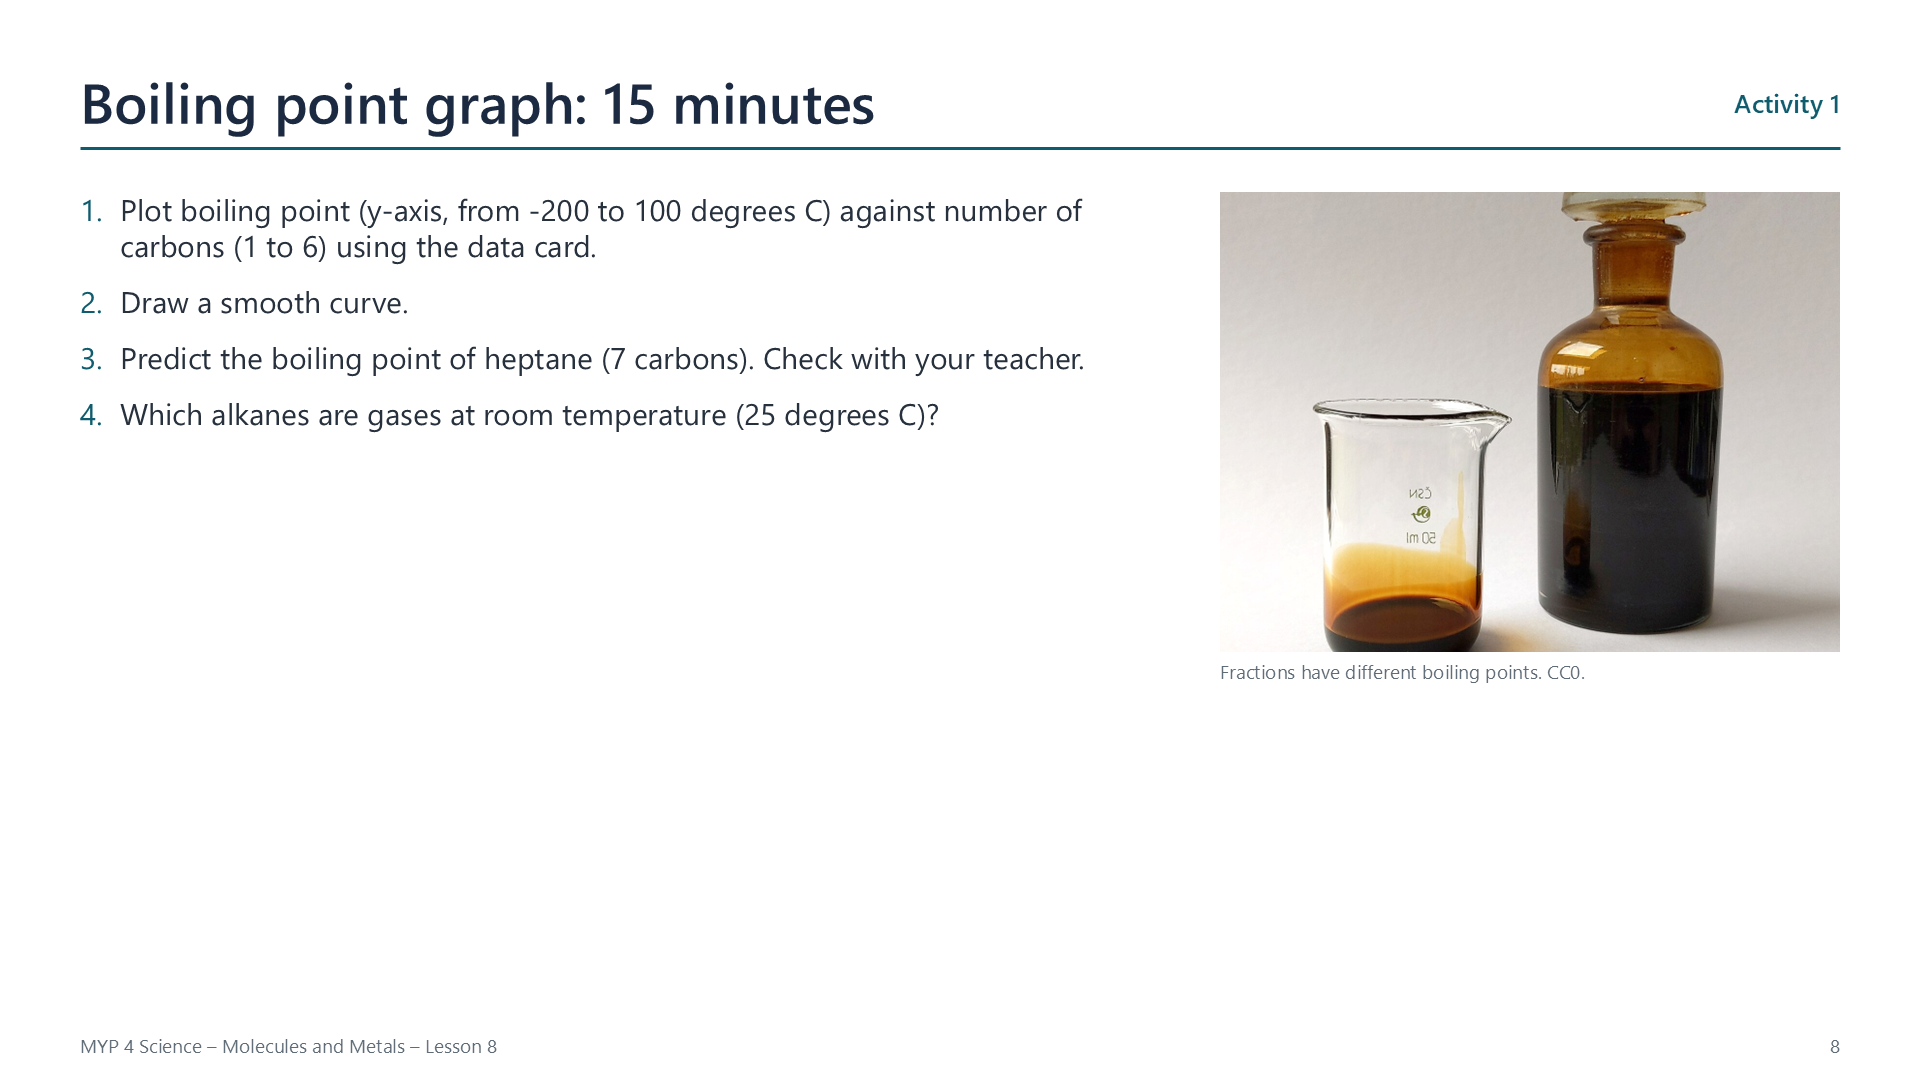 Boiling point graph: 15 minutes
Activity 1
1. Plot boiling point (y-axis, from -200 to 100 degrees C) against number of
carbons (1 to 6) using the data card.
2. Draw a smooth curve.
3. Predict the boiling point of heptane (7 carbons). Check with your teacher.
4. Which alkanes are gases at room temperature (25 degrees C)?
ČSN
50 ml
Fractions have different boiling points. CC0.
MYP 4 Science – Molecules and Metals – Lesson 8
8